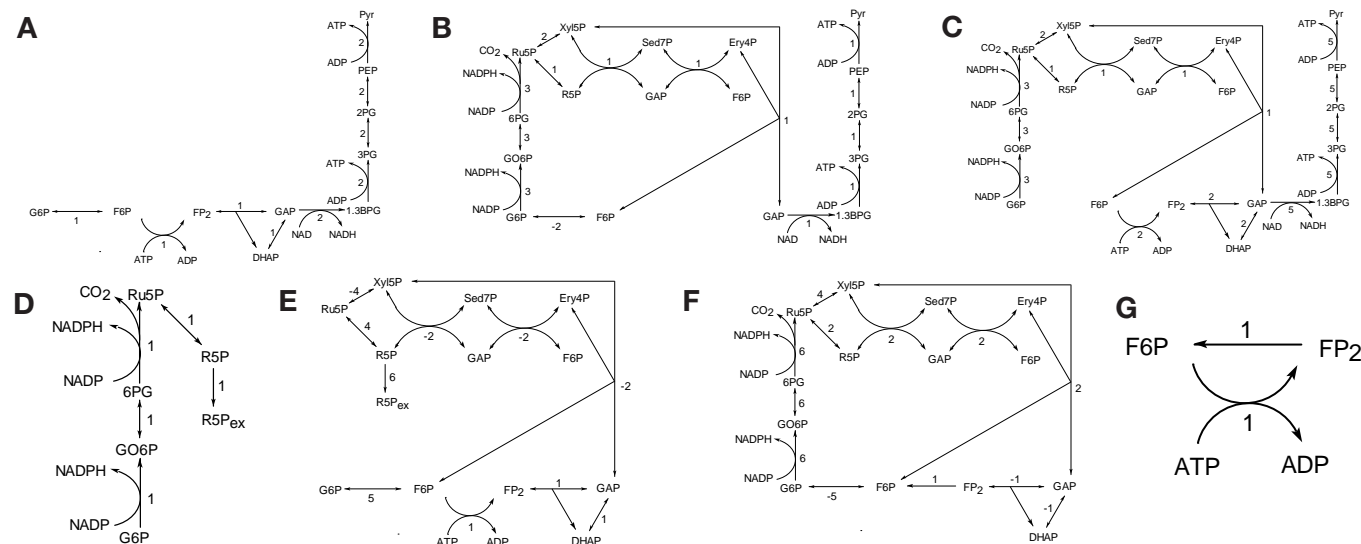 A
Pyr
ATP
2
ADP
PEP
2
2PG
2
3PG
ATP
2
ADP
G6P
1
F6P
1
ATP
ADP
FP2
1
1
DHAP
GAP
2
NAD
NADH
1.3BPG
B
CO2
Ru5P
2
Xyl5P
Sed7P
Ery4P
NADPH
3
NADP
1
R5P
1
GAP
1
F6P
6PG
3
GO6P
NADPH
3
NADP
G6P
-2
F6P
1
GAP
1
NAD
NADH
1.3BPG
ADP
1
ATP
3PG
1
2PG
1
PEP
ADP
1
ATP
Pyr
C
CO2
Ru5P
2
Xyl5P
Sed7P
Ery4P
NADPH
3
NADP
1
R5P
1
GAP
1
F6P
6PG
3
GO6P
NADPH
3
NADP
G6P
1
F6P
2
ATP
ADP
FP2
2
2
DHAP
GAP
5
NAD
NADH
1.3BPG
ADP
5
ATP
3PG
5
2PG
5
PEP
ADP
5
ATP
Pyr
D
CO2
Ru5P
NADPH
1
NADP
1
R5P
1
R5Pex
6PG
1
GO6P
NADPH
1
NADP
G6P
E
Ru5P
-4
Xyl5P
Sed7P
Ery4P
4
R5P
-2
GAP
-2
F6P
6
R5Pex
-2
G6P
5
F6P
1
ATP
ADP
FP2
1
1
DHAP
GAP
F
CO2
Ru5P
4
Xyl5P
Sed7P
Ery4P
NADPH
6
NADP
2
R5P
2
GAP
2
F6P
6PG
6
GO6P
NADPH
6
NADP
G6P
-5
F6P
1
FP2
-1
-1
DHAP
GAP
2
G
F6P
1
FP2
1
ATP
ADP